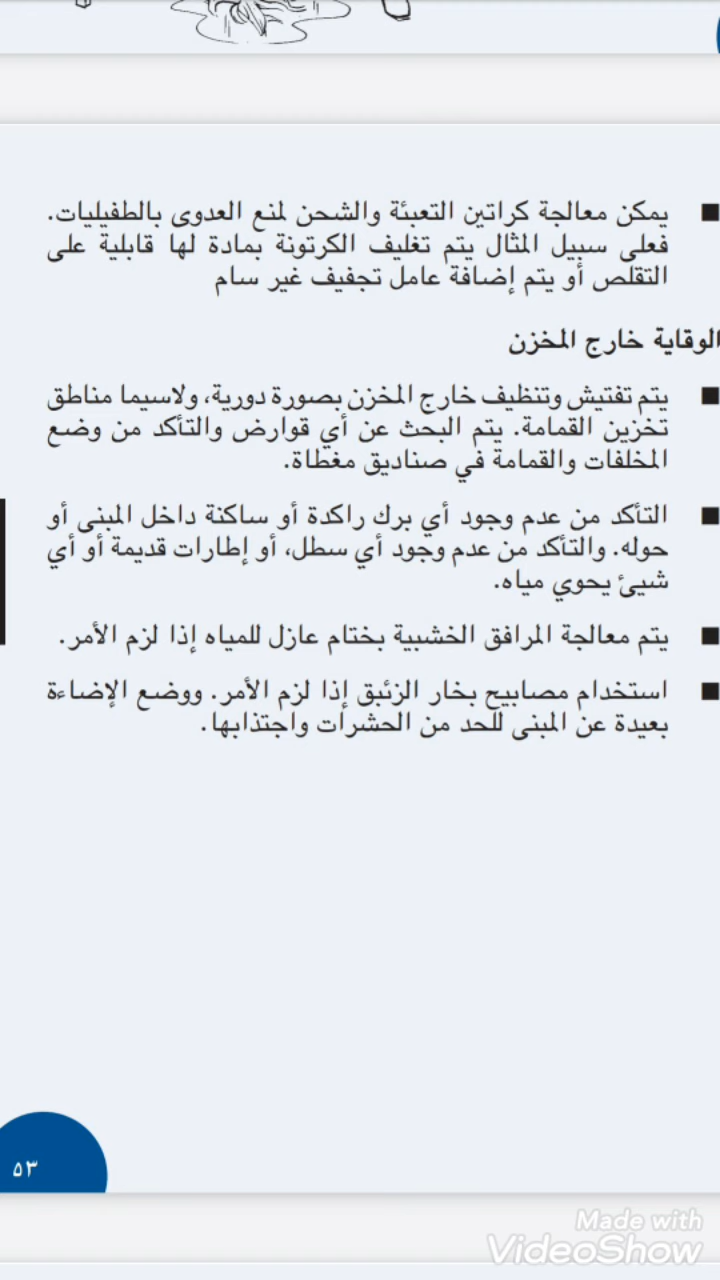 يمكن معالجة كراتين التعبئة والشحن لمنع العدوى بالطفيليات.
فعلى سبيل المثال يتم تغليف الكرتونة بمادة لها قابلية على
التقلص أو يتم إضافة عامل تجفيف غير سام
الوقاية خارج المخزن
يتم تفتيش وتنظيف خارج المخزن بصورة دورية، ولاسيما مناطق
تخزين القمامة. يتم البحث عن أي قوارض والتأكد من وضع
المخلفات والقمامة في صناديق مغطاة.
التأكد من عدم وجود أي برك راكدة أو ساكنة داخل المبنى أو
حوله. والتأكد من عدم وجود أي سطل، أو إطارات قديمة أو أي
شيئ يحوي مياه.
يتم معالجة المرافق الخشبية بختام عازل للمياه إذا لزم الأمر.
استخدام مصابيح بخار الزئبق إذا لزم الأمر. ووضع الإضاءة
بعيدة عن المبنى للحد من الحشرات واجتذابها.
٥٣
Made with
VideoShow